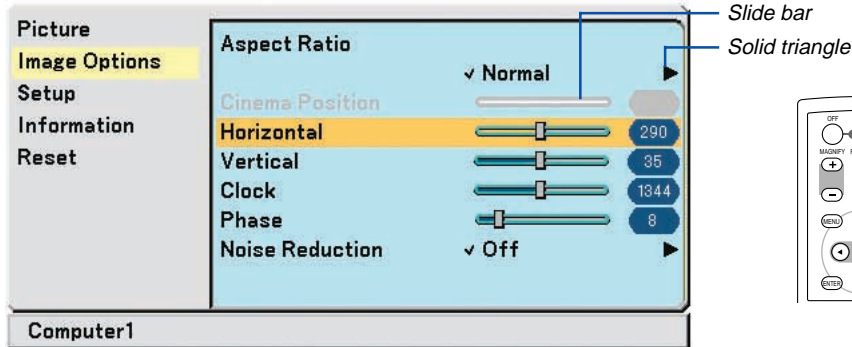 Picture
Image Options
Setup
Information
Reset
Aspect Ratio
✓ Normal ▶
Cinema Position
Horizontal 290
Vertical 35
Clock 1344
Phase 8
Noise Reduction ✓ Off ▶
Computer1
Slide bar
Solid triangle
OFF
MAGNIFY
MENU
ENTER